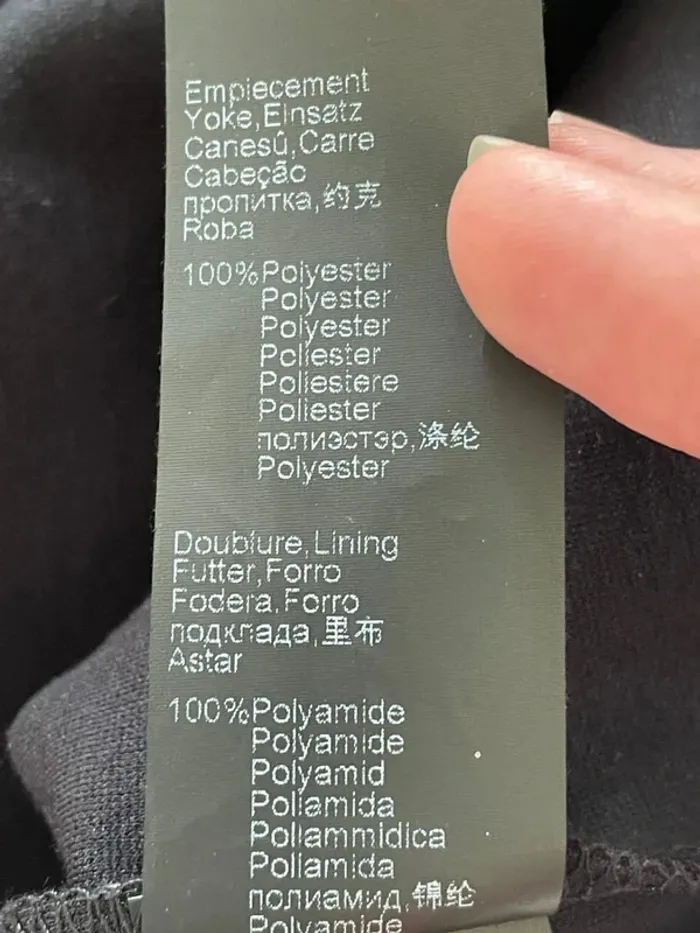 Empiecement
Yoke,Einsatz
Canesú,Carre
Cabeção
пропитка,约克
Roba
100%Polyester
Polyester
Polyester
Poliester
Poliestere
Poliester
полиэстэр,涤纶
Polyester
Doublure,Lining
Futter,Forro
Fodera,Forro
подклада,里布
Astar
100%Polyamide
Polyamide
Polyamid
Poliamida
Poliammidica
Poliamida
полиамид,锦纶
Polyamide